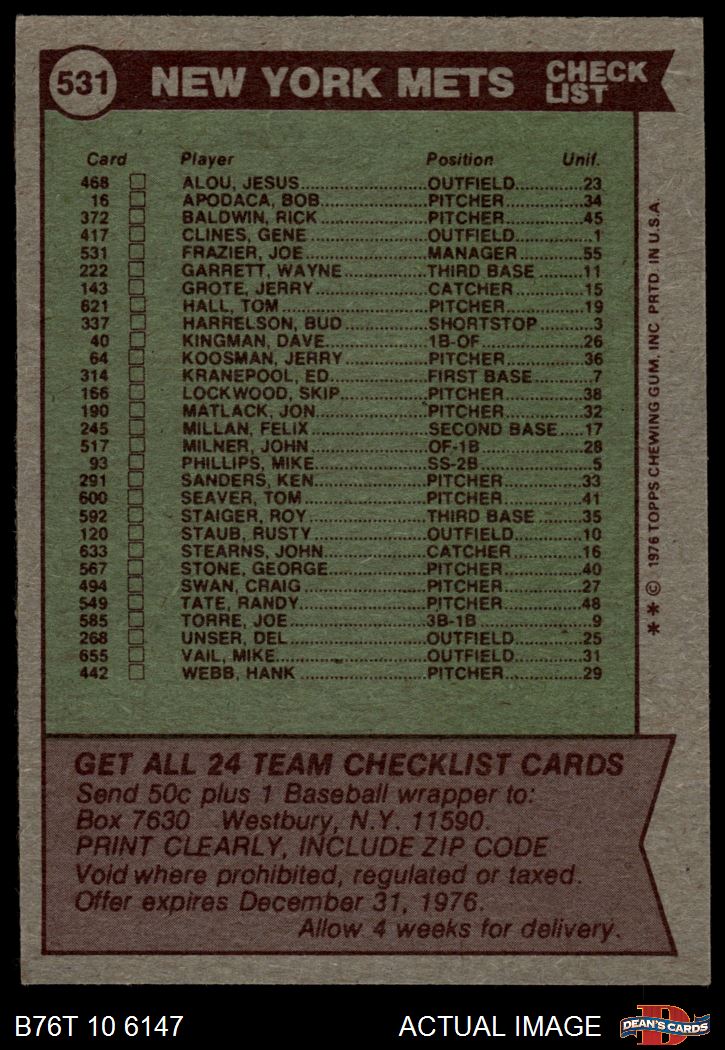 531 NEW YORK METS CHECK LIST
Card Player Position Unif.
468 ALOU, JESUS OUTFIELD 23
16 APODACA, BOB PITCHER 34
372 BALDWIN, RICK PITCHER 45
417 CLINES, GENE OUTFIELD 1
531 FRAZIER, JOE MANAGER 55
222 GARRETT, WAYNE THIRD BASE 11
143 GROTE, JERRY CATCHER 15
621 HALL, TOM PITCHER 19
337 HARRELSON, BUD SHORTSTOP 3
40 KINGMAN, DAVE 1B-OF 26
64 KOOSMAN, JERRY PITCHER 36
314 KRANEPOOL, ED FIRST BASE 7
166 LOCKWOOD, SKIP PITCHER 38
190 MATLACK, JON PITCHER 32
245 MILLAN, FELIX SECOND BASE 17
517 MILNER, JOHN OF-1B 28
93 PHILLIPS, MIKE SS-2B 5
291 SANDERS, KEN PITCHER 33
600 SEAVER, TOM PITCHER 41
592 STAIGER, ROY THIRD BASE 35
120 STAUB, RUSTY OUTFIELD 10
633 STEARNS, JOHN CATCHER 16
567 STONE, GEORGE PITCHER 40
494 SWAN, CRAIG PITCHER 27
549 TATE, RANDY PITCHER 48
585 TORRE, JOE 3B-1B 9
268 UNSER, DEL OUTFIELD 25
655 VAIL, MIKE OUTFIELD 31
442 WEBB, HANK PITCHER 29
** © 1976 TOPPS CHEWING GUM, INC PRTD. IN U.S.A.
GET ALL 24 TEAM CHECKLIST CARDS
Send 50c plus 1 Baseball wrapper to:
Box 7630 Westbury, N.Y. 11590.
PRINT CLEARLY, INCLUDE ZIP CODE
Void where prohibited, regulated or taxed.
Offer expires December 31, 1976.
Allow 4 weeks for delivery.
B76T 10 6147 ACTUAL IMAGE DEAN'S CARDS